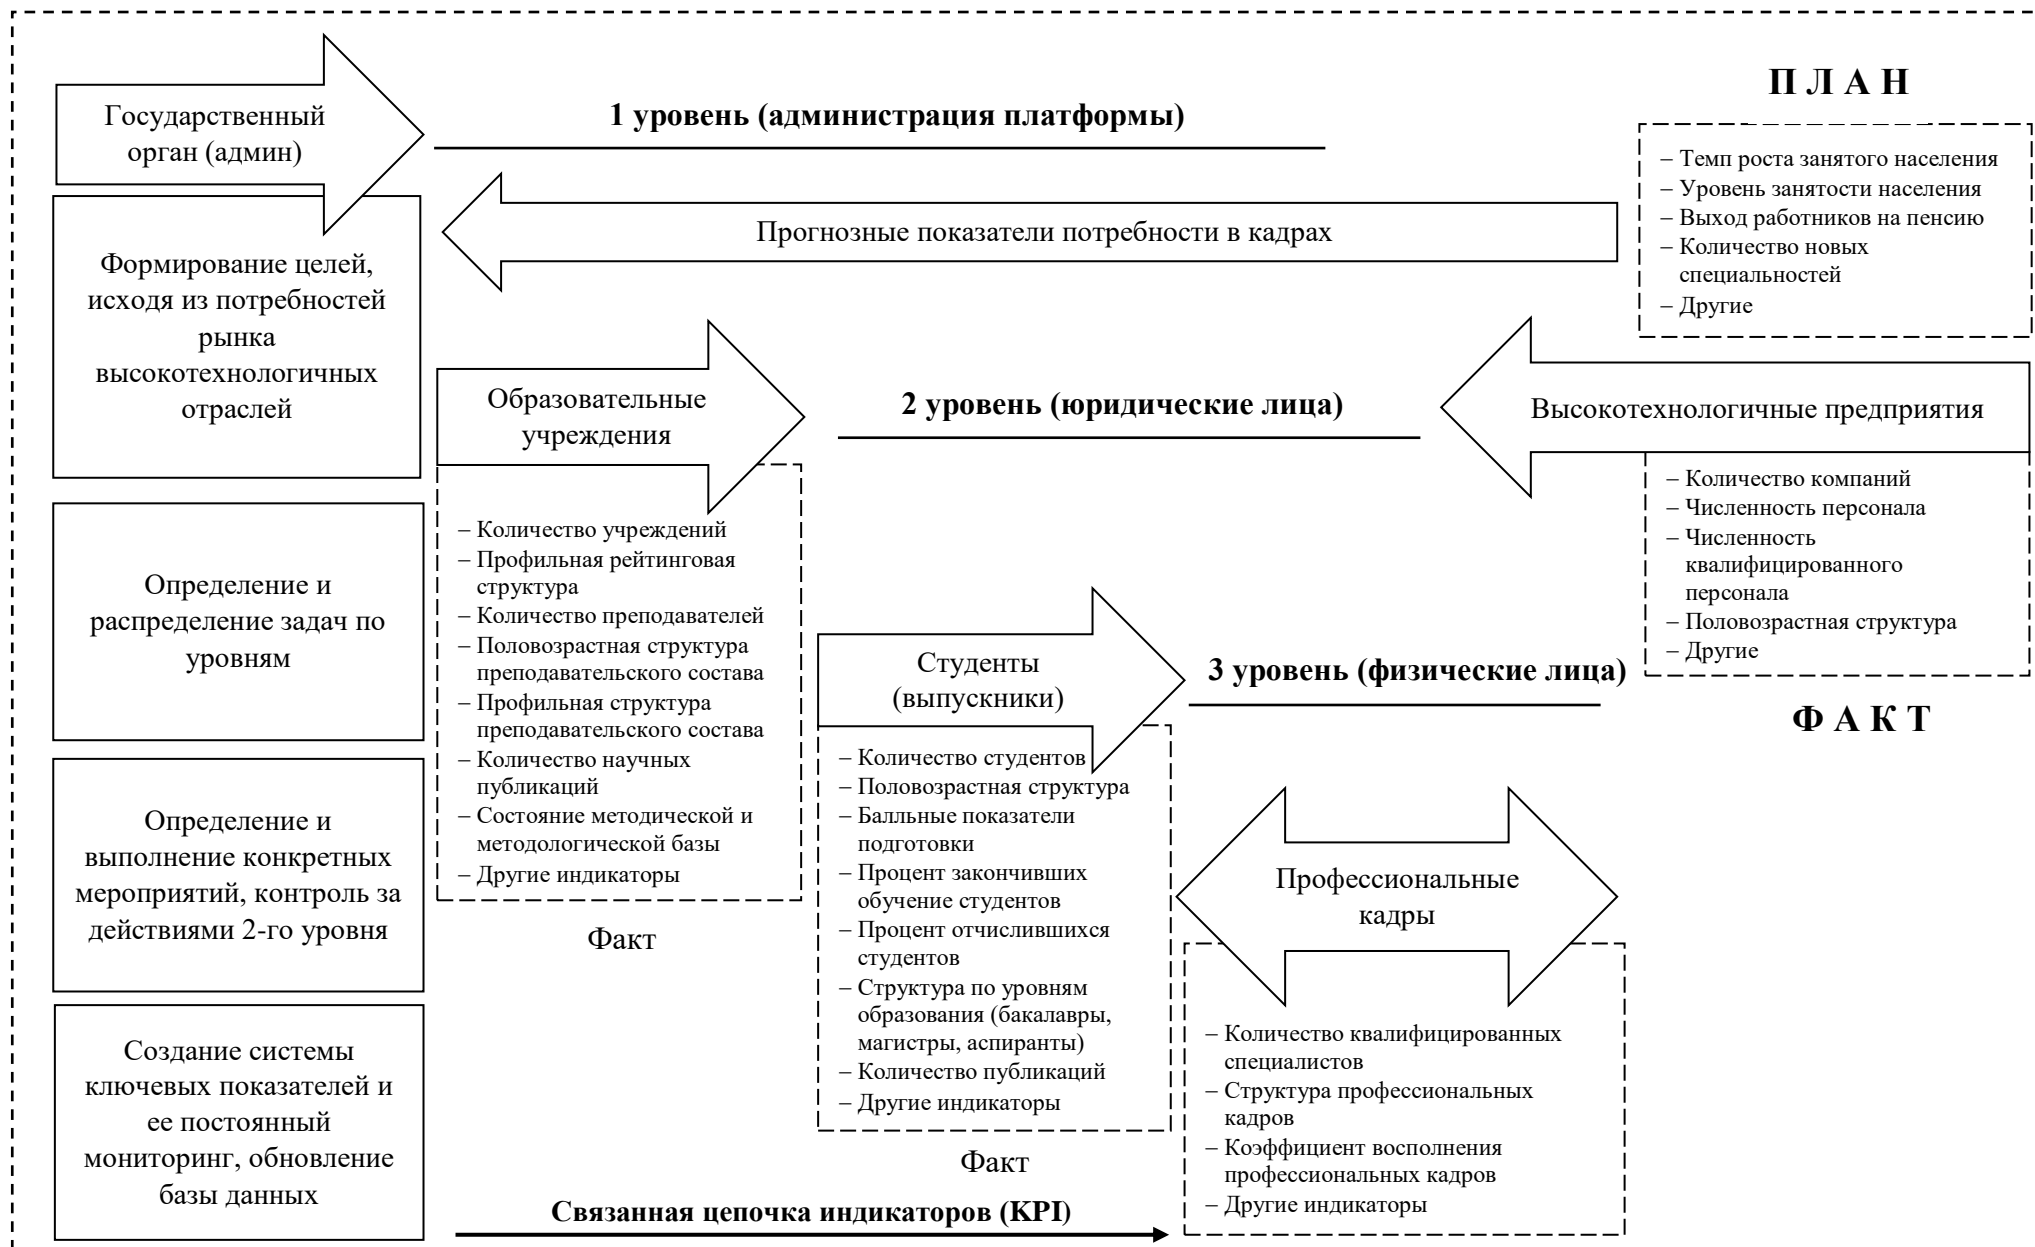 Государственный
орган (админ)
1 уровень (администрация платформы)
П Л А Н
– Темп роста занятого населения
– Уровень занятости населения
– Выход работников на пенсию
– Количество новых
специальностей
– Другие
Прогнозные показатели потребности в кадрах
Формирование целей,
исходя из потребностей
рынка
высокотехнологичных
отраслей
Образовательные
учреждения
2 уровень (юридические лица)
Высокотехнологичные предприятия
– Количество компаний
– Численность персонала
– Численность
квалифицированного
персонала
– Половозрастная структура
– Другие
Ф А К Т
Определение и
распределение задач по
уровням
– Количество учреждений
– Профильная рейтинговая
структура
– Количество преподавателей
– Половозрастная структура
преподавательского состава
– Профильная структура
преподавательского состава
– Количество научных
публикаций
– Состояние методической и
методологической базы
– Другие индикаторы
Факт
Студенты
(выпускники)
3 уровень (физические лица)
– Количество студентов
– Половозрастная структура
– Балльные показатели
подготовки
– Процент закончивших
обучение студентов
– Процент отчислившихся
студентов
– Структура по уровням
образования (бакалавры,
магистры, аспиранты)
– Количество публикаций
– Другие индикаторы
Факт
Определение и
выполнение конкретных
мероприятий, контроль за
действиями 2-го уровня
Профессиональные
кадры
– Количество квалифицированных
специалистов
– Структура профессиональных
кадров
– Коэффициент восполнения
профессиональных кадров
– Другие индикаторы
Создание системы
ключевых показателей и
ее постоянный
мониторинг, обновление
базы данных
Связанная цепочка индикаторов (KPI)